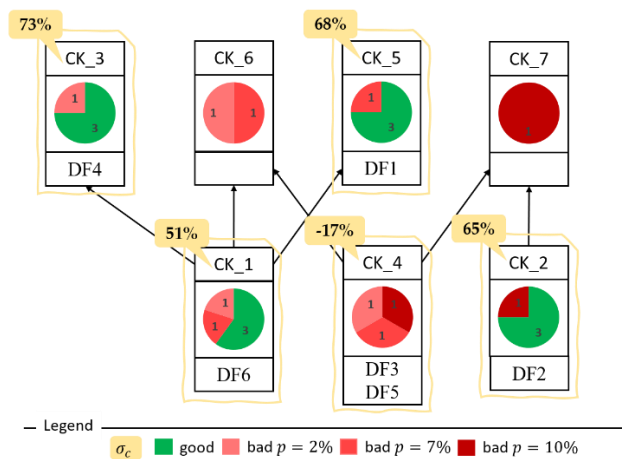 73%
68%
CK_3
CK_6
CK_5
CK_7
1
3
1
1
1
3
1
DF4
DF1
51%
-17%
65%
CK_1
CK_4
CK_2
1
1
3
1
1
1
1
3
DF6
DF3
DF5
DF2
Legend
σc good bad p = 2% bad p = 7% bad p = 10%